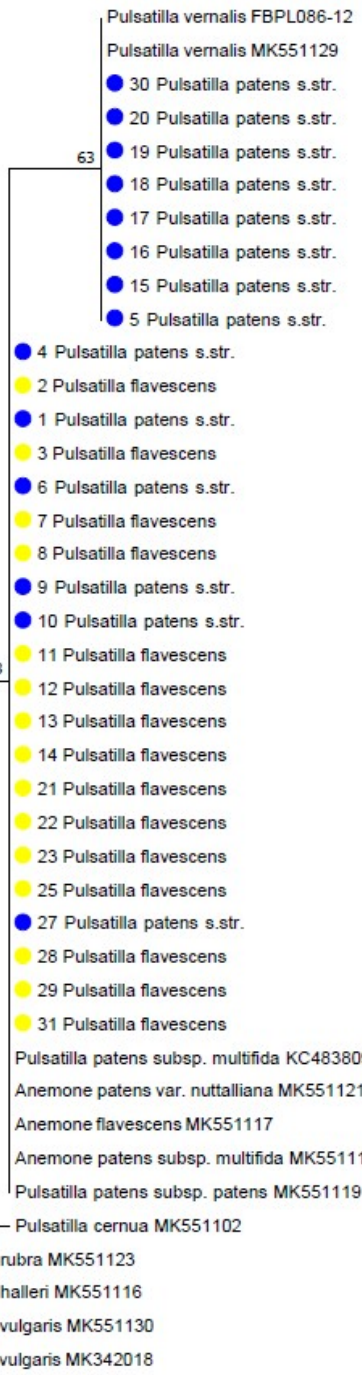 Pulsatilla vernalis FBPL086-12
Pulsatilla vernalis MK551129
30 Pulsatilla patens s.str.
20 Pulsatilla patens s.str.
63
19 Pulsatilla patens s.str.
18 Pulsatilla patens s.str.
17 Pulsatilla patens s.str.
16 Pulsatilla patens s.str.
15 Pulsatilla patens s.str.
5 Pulsatilla patens s.str.
4 Pulsatilla patens s.str.
2 Pulsatilla flavescens
1 Pulsatilla patens s.str.
3 Pulsatilla flavescens
6 Pulsatilla patens s.str.
7 Pulsatilla flavescens
8 Pulsatilla flavescens
9 Pulsatilla patens s.str.
10 Pulsatilla patens s.str.
11 Pulsatilla flavescens
12 Pulsatilla flavescens
13 Pulsatilla flavescens
14 Pulsatilla flavescens
21 Pulsatilla flavescens
22 Pulsatilla flavescens
23 Pulsatilla flavescens
25 Pulsatilla flavescens
27 Pulsatilla patens s.str.
28 Pulsatilla flavescens
29 Pulsatilla flavescens
31 Pulsatilla flavescens
Pulsatilla patens subsp. multifida KC48380
Anemone patens var. nuttalliana MK551121
Anemone flavescens MK551117
Anemone patens subsp. multifida MK55111
Pulsatilla patens subsp. patens MK551119
Pulsatilla cernua MK551102
rubra MK551123
halleri MK551116
vulgaris MK551130
vulgaris MK342018